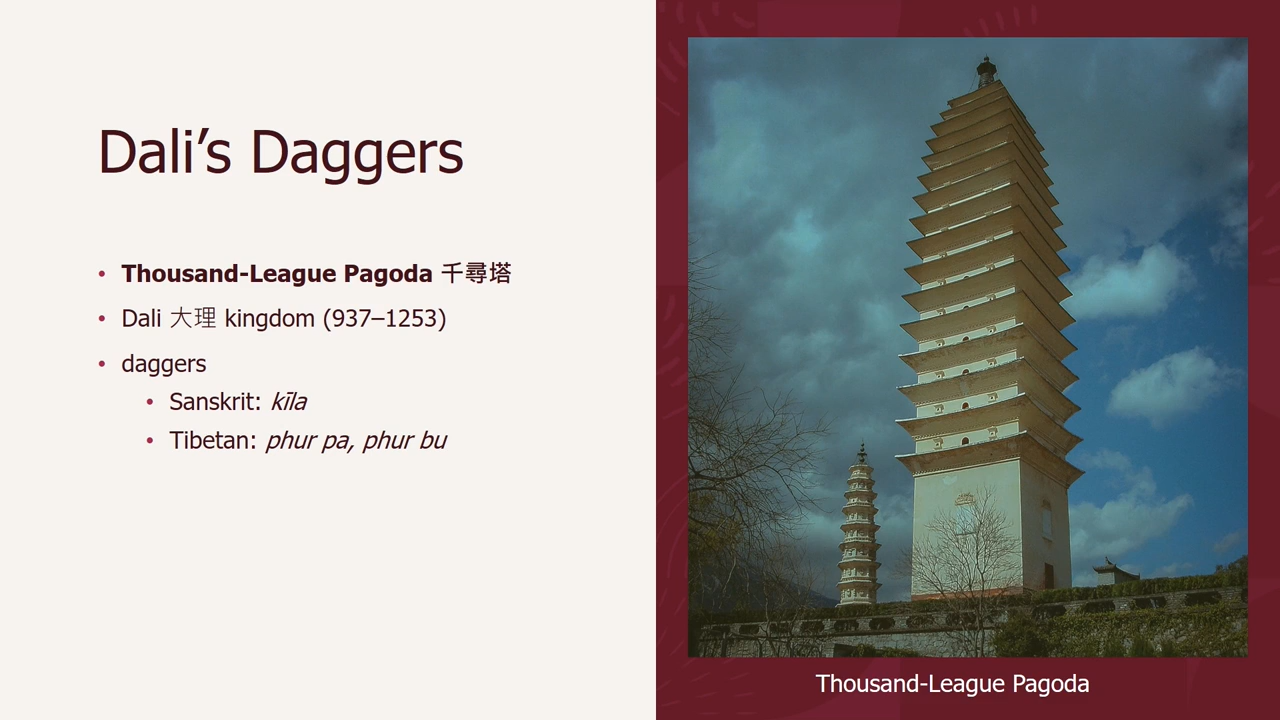 Dali’s Daggers
• Thousand-League Pagoda 千尋塔
• Dali 大理 kingdom (937–1253)
• daggers
• Sanskrit: kīla
• Tibetan: phur pa, phur bu
Thousand-League Pagoda